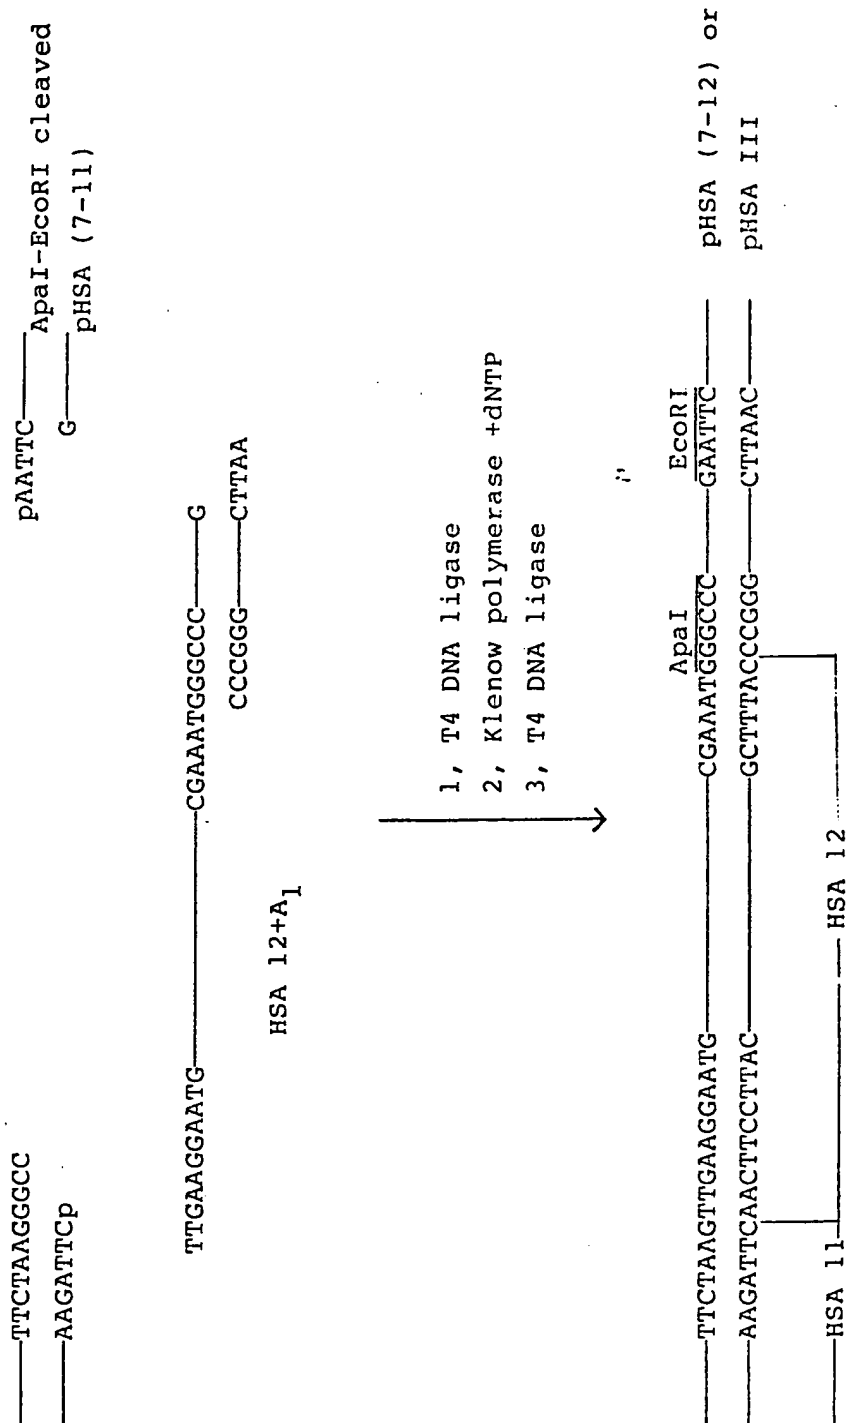 TTCTAAGGGCC
AAGATTCp
pAATTC
G
ApaI-EcoRI cleaved
pHSA (7-11)
TTGAAGGAATG CGAAATGGGCCC G
CCCGGG CTTAA
HSA 12+A1
1, T4 DNA ligase
2, Klenow polymerase +dNTP
3, T4 DNA ligase
ApaI EcoRI
TTCTAAGTTGAAGGAATG CGAAATGGGCCC GAATTC pHSA (7-12) or
AAGATTCAACTTCCTTAC GCTTTACCCGGG CTTAAC pHSA III
HSA 11 HSA 12